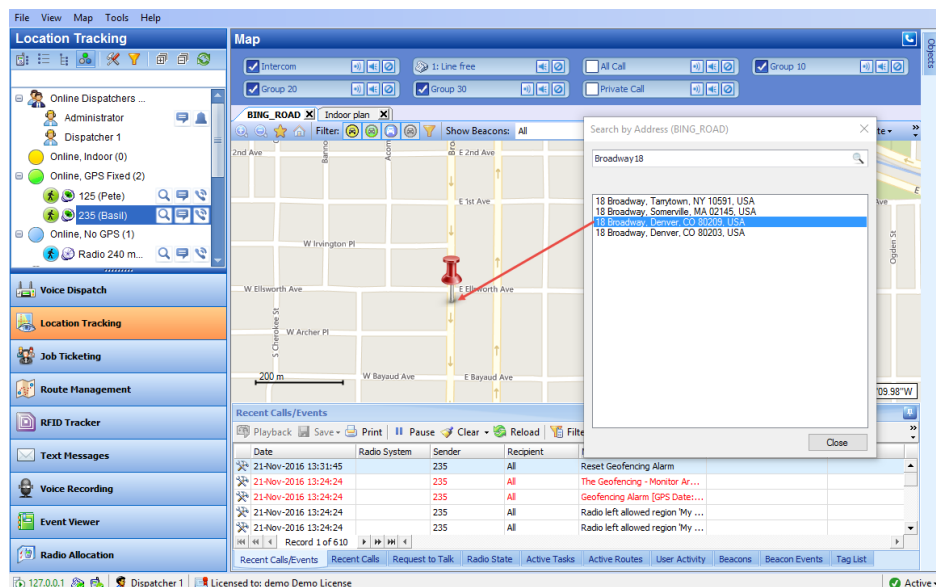 File View Map Tools Help
Location Tracking
Online Dispatchers ...
Administrator
Dispatcher 1
Online, Indoor (0)
Online, GPS Fixed (2)
125 (Pete)
235 (Basil)
Online, No GPS (1)
Radio 240 m...
Voice Dispatch
Location Tracking
Job Ticketing
Route Management
RFID Tracker
Text Messages
Voice Recording
Event Viewer
Radio Allocation
Map
Objects
Intercom 1: Line free All Call Group 10
Group 20 Group 30 Private Call
BING_ROAD X Indoor plan X
Filter: Show Beacons: All
2nd Ave E 2nd Ave
E 1st Ave
W Irvington Pl
W Ellsworth Ave E Ellsworth Ave
S Cherokee St
W Archer Pl
W Bayaud Ave E Bayaud Ave
200 m
Ogden St
'09.98"W
Search by Address (BING_ROAD)
Broadway18
18 Broadway, Tarrytown, NY 10591, USA
18 Broadway, Somerville, MA 02145, USA
18 Broadway, Denver, CO 80209, USA
18 Broadway, Denver, CO 80203, USA
Close
Recent Calls/Events
Playback Save Print Pause Clear Reload
Date Radio System Sender Recipient
21-Nov-2016 13:31:45 235 All Reset Geofencing Alarm
21-Nov-2016 13:24:24 235 All The Geofencing - Monitor Ar...
21-Nov-2016 13:24:24 235 All Geofencing Alarm [GPS Date:...
21-Nov-2016 13:24:24 235 All Radio left allowed region 'My ...
21-Nov-2016 13:24:24 235 All Radio left allowed region 'My ...
Record 1 of 610
Recent Calls/Events Recent Calls Request to Talk Radio State Active Tasks Active Routes User Activity Beacons Beacon Events Tag List
127.0.0.1 Dispatcher 1 Licensed to: demo Demo License Active